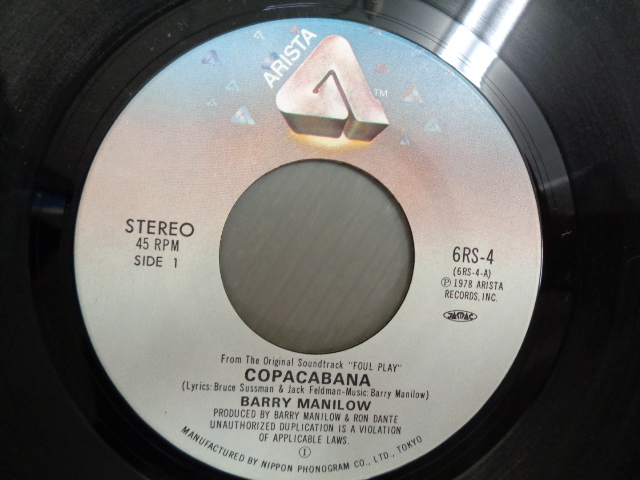 ARISTA
TM
STEREO
45 RPM
SIDE 1
6RS-4
(6RS-4-A)
Ⓟ 1978 ARISTA
RECORDS, INC.
JASRAC
From The Original Soundtrack "FOUL PLAY"
COPACABANA
(Lyrics: Bruce Sussman & Jack Feldman-Music: Barry Manilow)
BARRY MANILOW
PRODUCED BY BARRY MANILOW & RON DANTE
UNAUTHORIZED DUPLICATION IS A VIOLATION
OF APPLICABLE LAWS.
Ⓘ
MANUFACTURED BY NIPPON PHONOGRAM CO., LTD., TOKYO